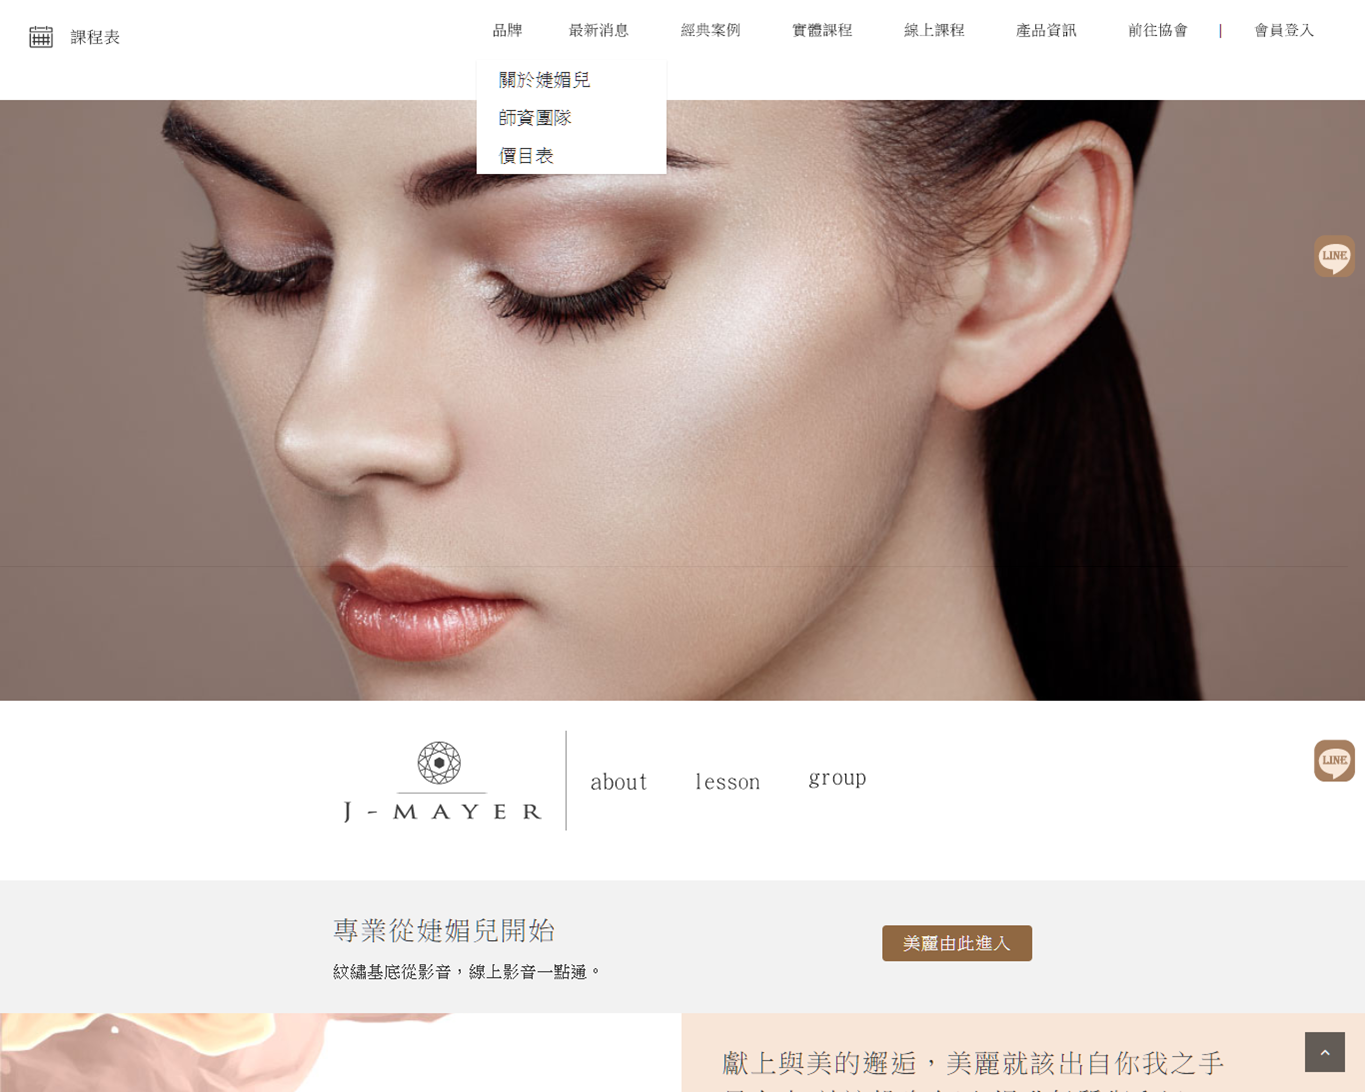 課程表
品牌
最新消息
經典案例
實體課程
線上課程
產品資訊
前往協會
|
會員登入
關於婕媚兒
師資團隊
價目表
LINE
J - MAYER
about
lesson
group
LINE
專業從婕媚兒開始
紋繡基底從影音，線上影音一點通。
美麗由此進入
獻上與美的邂逅，美麗就該出自你我之手